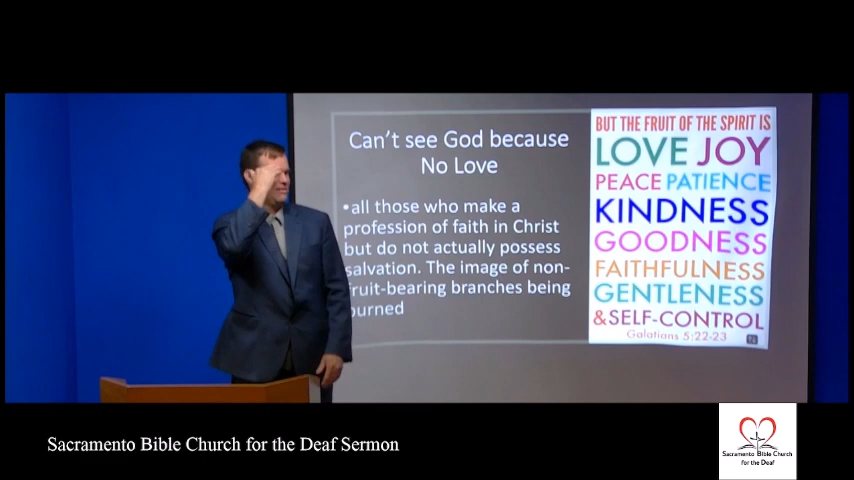 Can't see God because
No Love
•all those who make a
profession of faith in Christ
but do not actually possess
salvation. The image of non-
fruit-bearing branches being
burned
BUT THE FRUIT OF THE SPIRIT IS
LOVE JOY
PEACE PATIENCE
KINDNESS
GOODNESS
FAITHFULNESS
GENTLENESS
&SELF-CONTROL
Galatians 5:22-23
Sacramento Bible Church for the Deaf Sermon
Sacramento Bible Church
for the Deaf